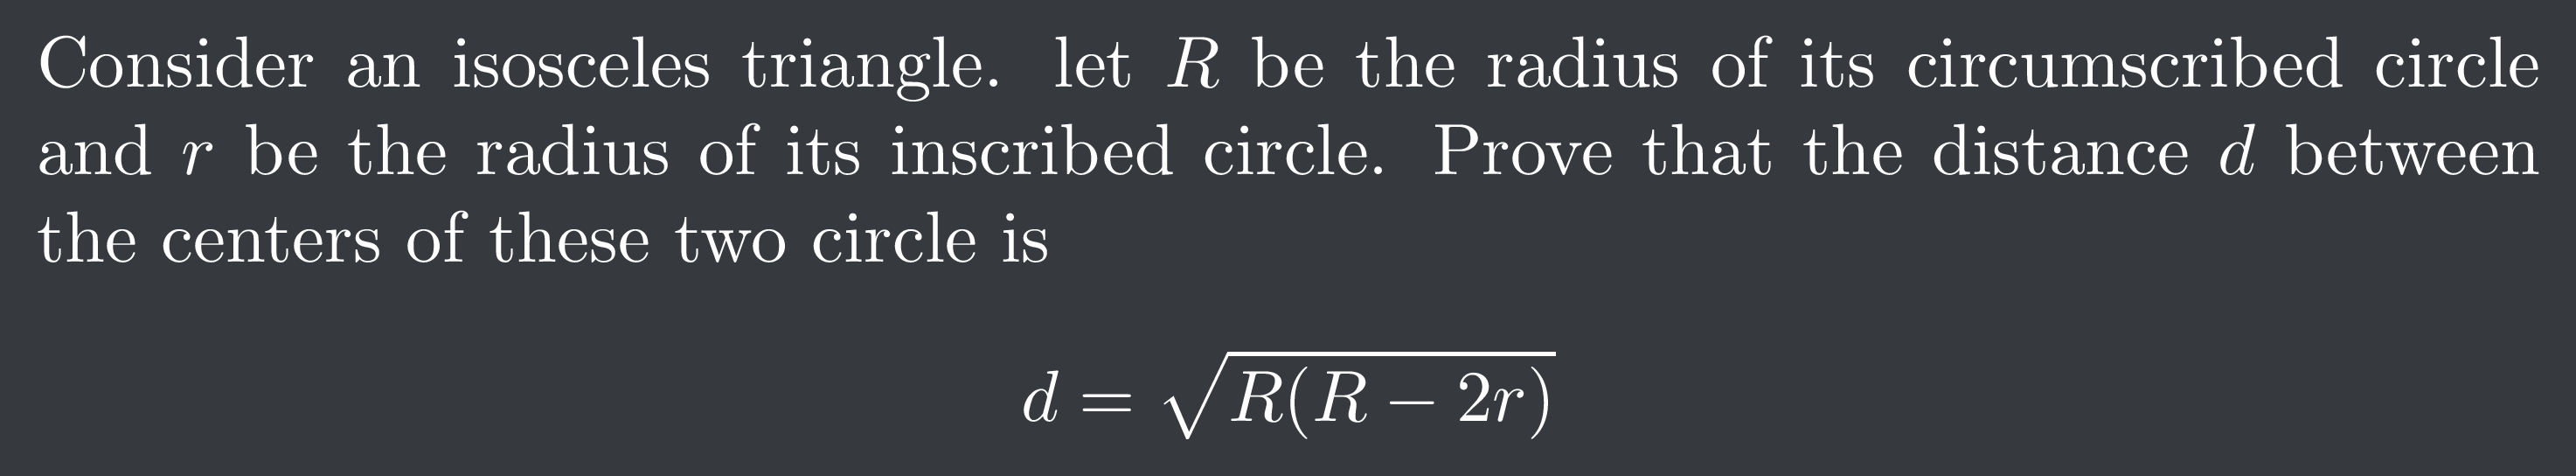 Consider an isosceles triangle. let R be the radius of its circumscribed circle
and r be the radius of its inscribed circle. Prove that the distance d between
the centers of these two circle is
d = √R(R − 2r)